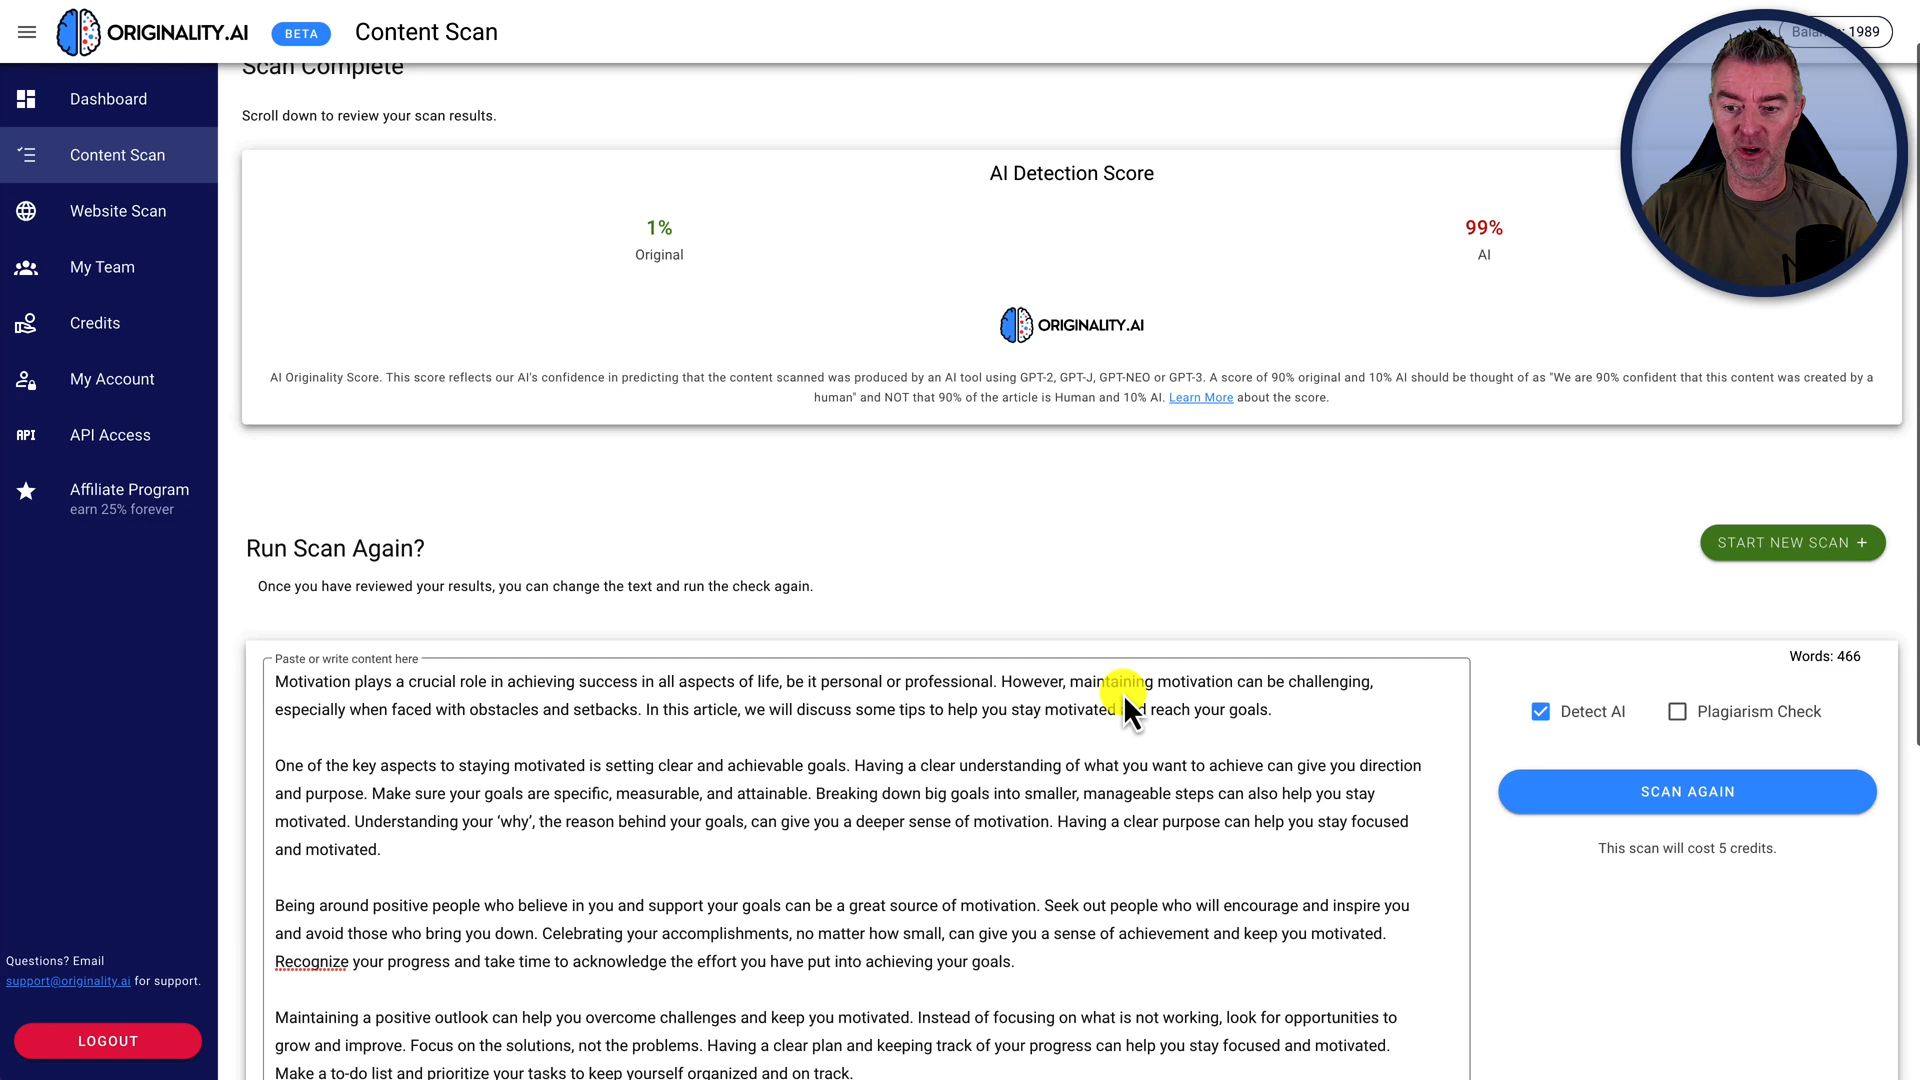 ORIGINALITY.AI
BETA
Content Scan
1989
Dashboard
Content Scan
Website Scan
My Team
Credits
My Account
API
API Access
Affiliate Program
earn 25% forever
Questions? Email
support@originality.ai for support.
LOGOUT
Scan Complete
Scroll down to review your scan results.
AI Detection Score
1%
Original
99%
AI
ORIGINALITY.AI
AI Originality Score. This score reflects our AI's confidence in predicting that the content scanned was produced by an AI tool using GPT-2, GPT-J, GPT-NEO or GPT-3. A score of 90% original and 10% AI should be thought of as "We are 90% confident that this content was created by a
human" and NOT that 90% of the article is Human and 10% AI. Learn More about the score.
Run Scan Again?
START NEW SCAN +
Once you have reviewed your results, you can change the text and run the check again.
Paste or write content here
Words: 466
Motivation plays a crucial role in achieving success in all aspects of life, be it personal or professional. However, maintaining motivation can be challenging,
especially when faced with obstacles and setbacks. In this article, we will discuss some tips to help you stay motivated and reach your goals.
One of the key aspects to staying motivated is setting clear and achievable goals. Having a clear understanding of what you want to achieve can give you direction
and purpose. Make sure your goals are specific, measurable, and attainable. Breaking down big goals into smaller, manageable steps can also help you stay
motivated. Understanding your ‘why’, the reason behind your goals, can give you a deeper sense of motivation. Having a clear purpose can help you stay focused
and motivated.
Being around positive people who believe in you and support your goals can be a great source of motivation. Seek out people who will encourage and inspire you
and avoid those who bring you down. Celebrating your accomplishments, no matter how small, can give you a sense of achievement and keep you motivated.
Recognize your progress and take time to acknowledge the effort you have put into achieving your goals.
Maintaining a positive outlook can help you overcome challenges and keep you motivated. Instead of focusing on what is not working, look for opportunities to
grow and improve. Focus on the solutions, not the problems. Having a clear plan and keeping track of your progress can help you stay focused and motivated.
Make a to-do list and prioritize your tasks to keep yourself organized and on track.
Detect AI
Plagiarism Check
SCAN AGAIN
This scan will cost 5 credits.